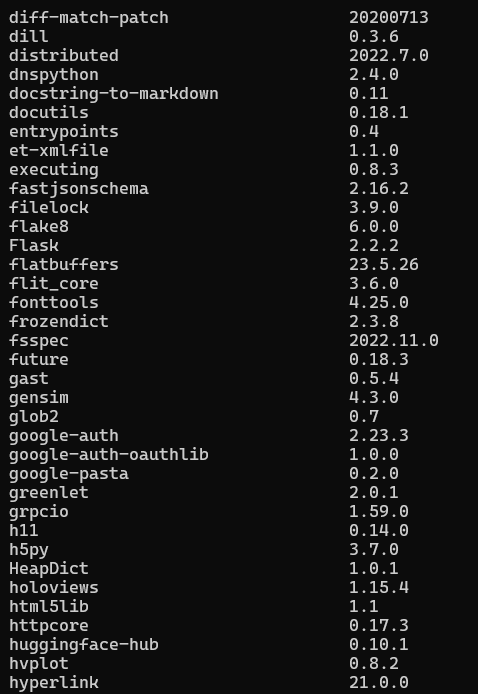 diff-match-patch 20200713
dill 0.3.6
distributed 2022.7.0
dnspython 2.4.0
docstring-to-markdown 0.11
docutils 0.18.1
entrypoints 0.4
et-xmlfile 1.1.0
executing 0.8.3
fastjsonschema 2.16.2
filelock 3.9.0
flake8 6.0.0
Flask 2.2.2
flatbuffers 23.5.26
flit_core 3.6.0
fonttools 4.25.0
frozendict 2.3.8
fsspec 2022.11.0
future 0.18.3
gast 0.5.4
gensim 4.3.0
glob2 0.7
google-auth 2.23.3
google-auth-oauthlib 1.0.0
google-pasta 0.2.0
greenlet 2.0.1
grpcio 1.59.0
h11 0.14.0
h5py 3.7.0
HeapDict 1.0.1
holoviews 1.15.4
html5lib 1.1
httpcore 0.17.3
huggingface-hub 0.10.1
hvplot 0.8.2
hyperlink 21.0.0